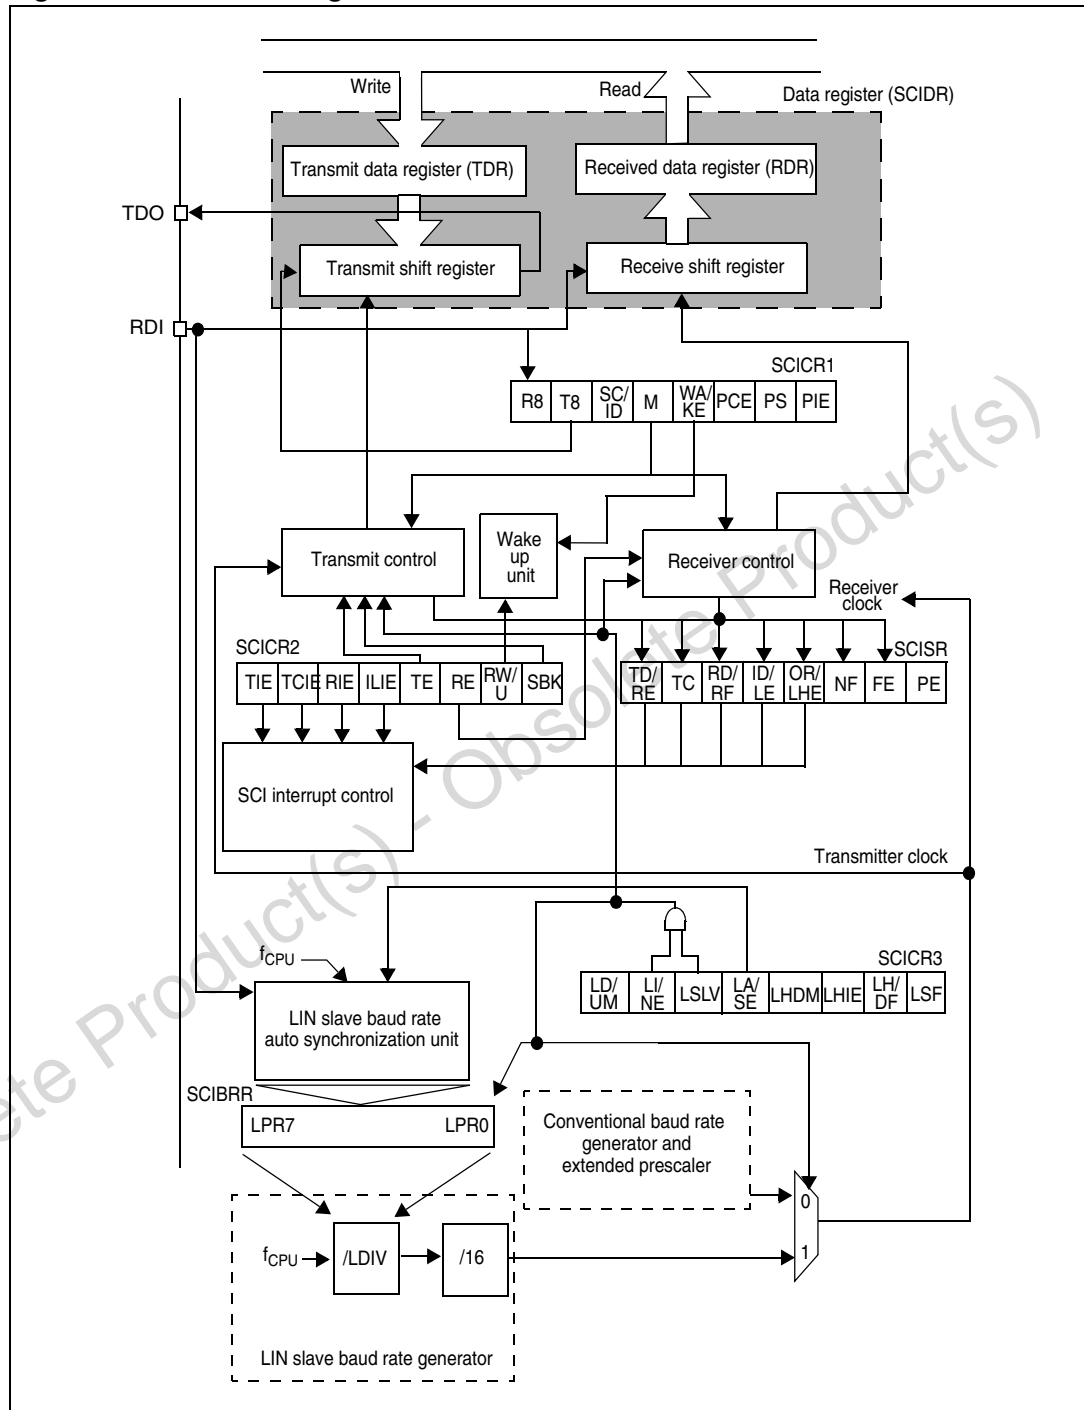 Write
Read
Data register (SCIDR)
Transmit data register (TDR)
Received data register (RDR)
TDO
Transmit shift register
Receive shift register
RDI
SCICR1
R8 T8 SC/ID M WA/KE PCE PS PIE
Transmit control
Wake
up
unit
Receiver control
Receiver
clock
SCICR2
SCISR
TIE TCIE RIE ILIE TE RE RW/U SBK
TD/RE TC RD/RF ID/LE OR/LHE NF FE PE
SCI interrupt control
Transmitter clock
fCPU
SCICR3
LD/UM LI/NE LSLV LA/SE LHDM LHIE LH/DF LSF
LIN slave baud rate
auto synchronization unit
SCIBRR
LPR7 LPR0
Conventional baud rate
generator and
extended prescaler
0
1
fCPU /LDIV /16
LIN slave baud rate generator
Obsolete Product(s)
ete Product(s) -